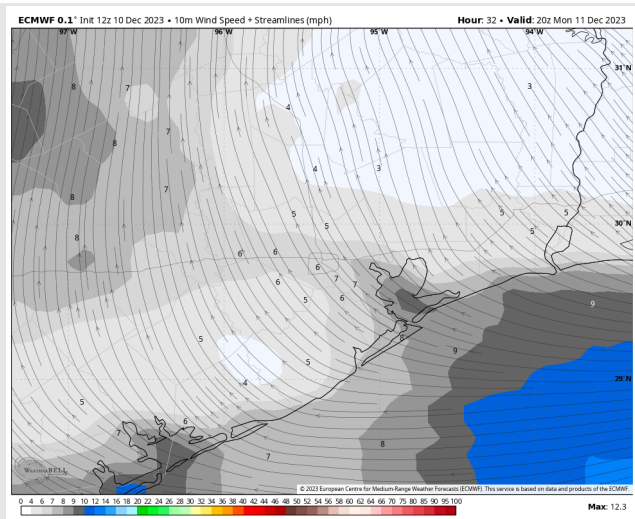 ECMWF 0.1° Init 12z 10 Dec 2023 • 10m Wind Speed + Streamlines (mph)
Hour: 32 • Valid: 20z Mon 11 Dec 2023
97°W 96°W 95°W 94°W
31°N
8 7 3
4
8 7
4 3
7
8
5 5 5
30°N
5 5
8 6 6
6
7 7
6
5 6 9
8
5 9
5
29°N
4
5
6
7
8
7
WeatherBELL
© 2023 European Centre for Medium-Range Weather Forecasts (ECMWF). This service is based on data and products of the ECMWF.
0 4 6 7 8 9 10 12 14 16 18 20 22 24 26 28 30 32 34 36 38 40 42 44 46 48 50 52 54 56 58 60 62 64 66 70 75 80 85 90 95 100
Max: 12.3